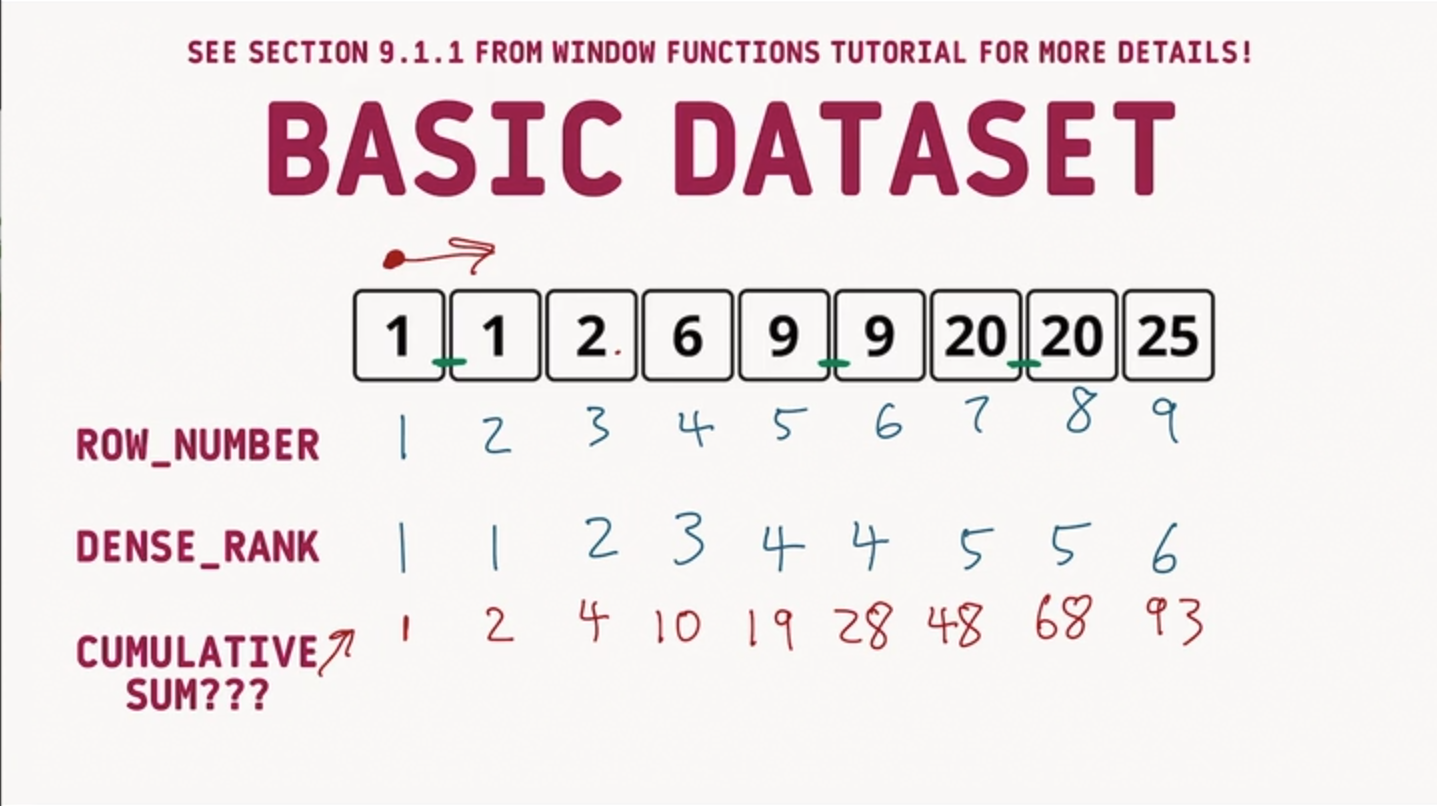 SEE SECTION 9.1.1 FROM WINDOW FUNCTIONS TUTORIAL FOR MORE DETAILS!
BASIC DATASET
1 1 2 6 9 9 20 20 25
ROW_NUMBER 1 2 3 4 5 6 7 8 9
DENSE_RANK 1 1 2 3 4 4 5 5 6
CUMULATIVE 1 2 4 10 19 28 48 68 93
SUM???